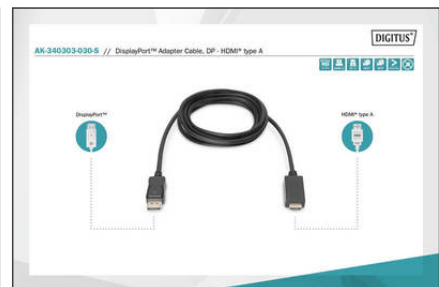 DIGITUS®
AK-340303-030-S // DisplayPort™ Adapter Cable, DP - HDMI® type A
DisplayPort™
HDMI® type A